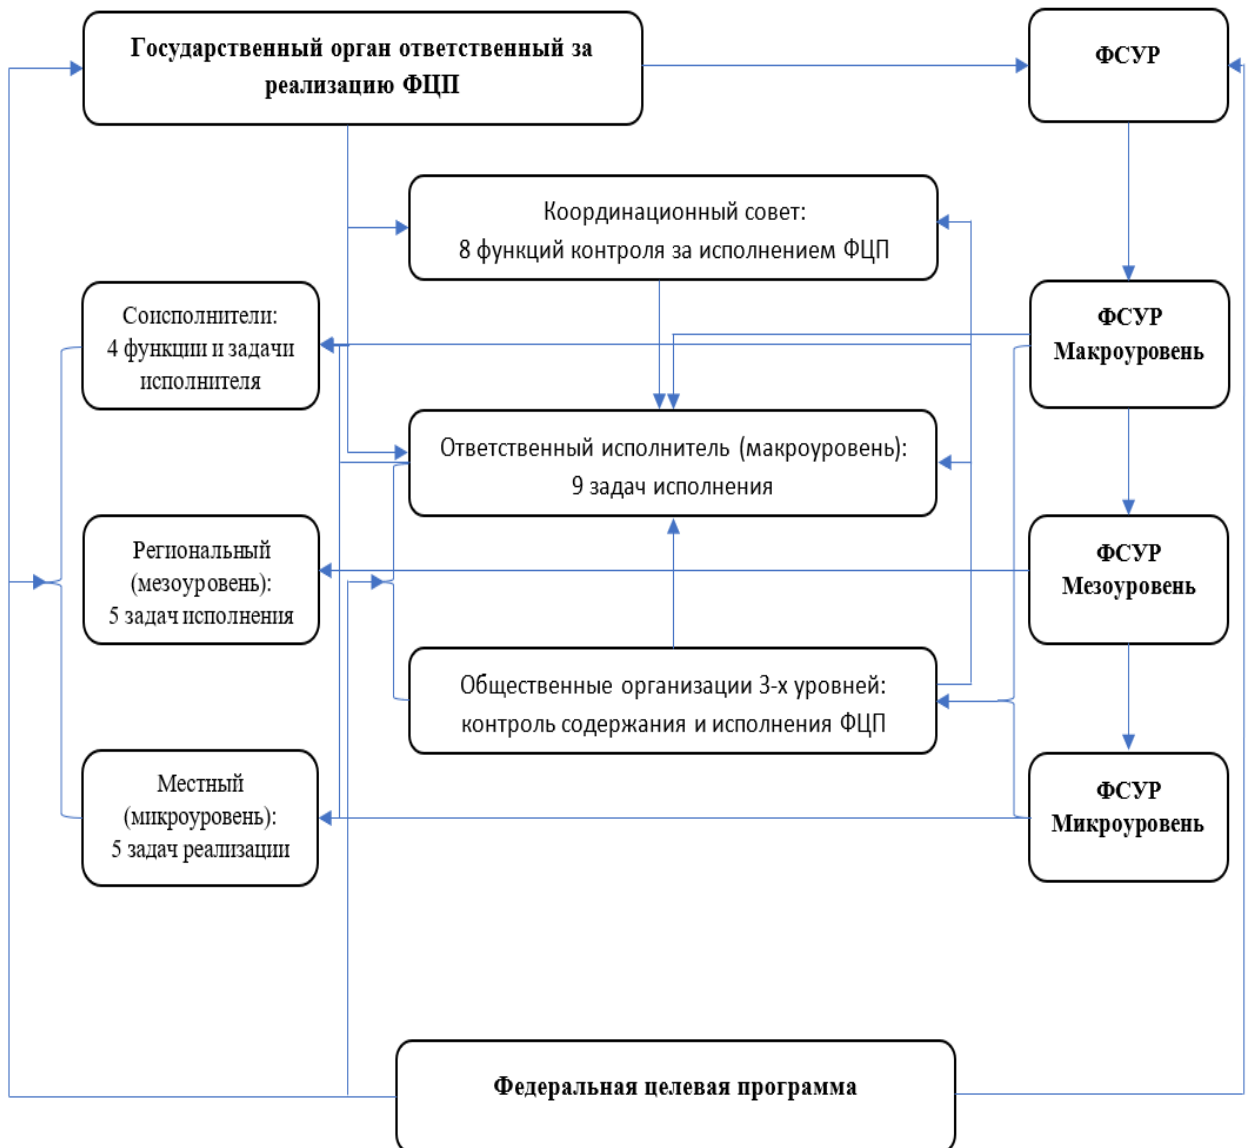 Государственный орган ответственный за
реализацию ФЦП
ФСУР
Координационный совет:
8 функций контроля за исполнением ФЦП
Соисполнители:
4 функции и задачи
исполнителя
ФСУР
Макроуровень
Ответственный исполнитель (макроуровень):
9 задач исполнения
Региональный
(мезоуровень):
5 задач исполнения
ФСУР
Мезоуровень
Общественные организации 3-х уровней:
контроль содержания и исполнения ФЦП
Местный
(микроуровень):
5 задач реализации
ФСУР
Микроуровень
Федеральная целевая программа